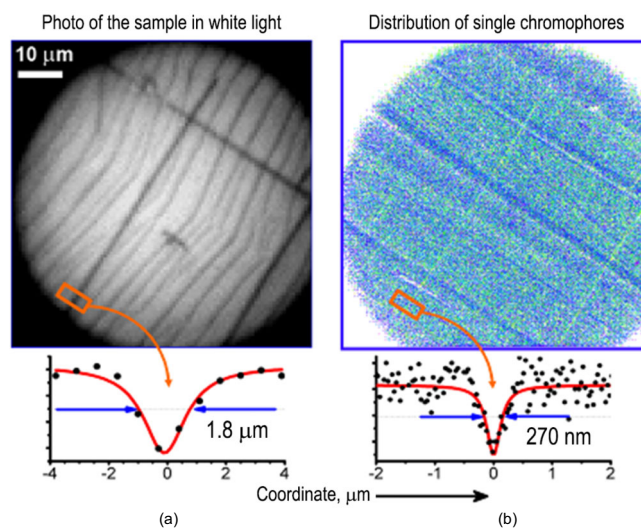 Photo of the sample in white light
Distribution of single chromophores
10 μm
1.8 μm
270 nm
-4 -2 0 2 4
-2 -1 0 1 2
Coordinate, μm
(a)
(b)